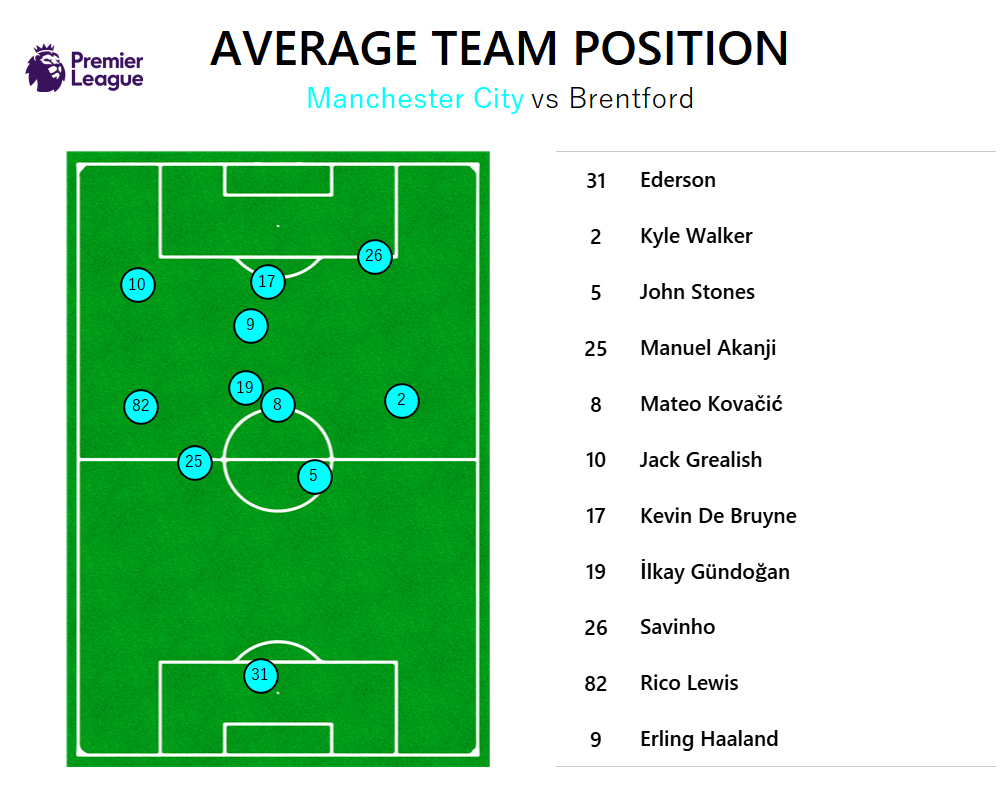 Premier
League
AVERAGE TEAM POSITION
Manchester City vs Brentford
26
10
17
9
19
8
2
82
25
5
31
31 Ederson
2 Kyle Walker
5 John Stones
25 Manuel Akanji
8 Mateo Kovačić
10 Jack Grealish
17 Kevin De Bruyne
19 İlkay Gündoğan
26 Savinho
82 Rico Lewis
9 Erling Haaland